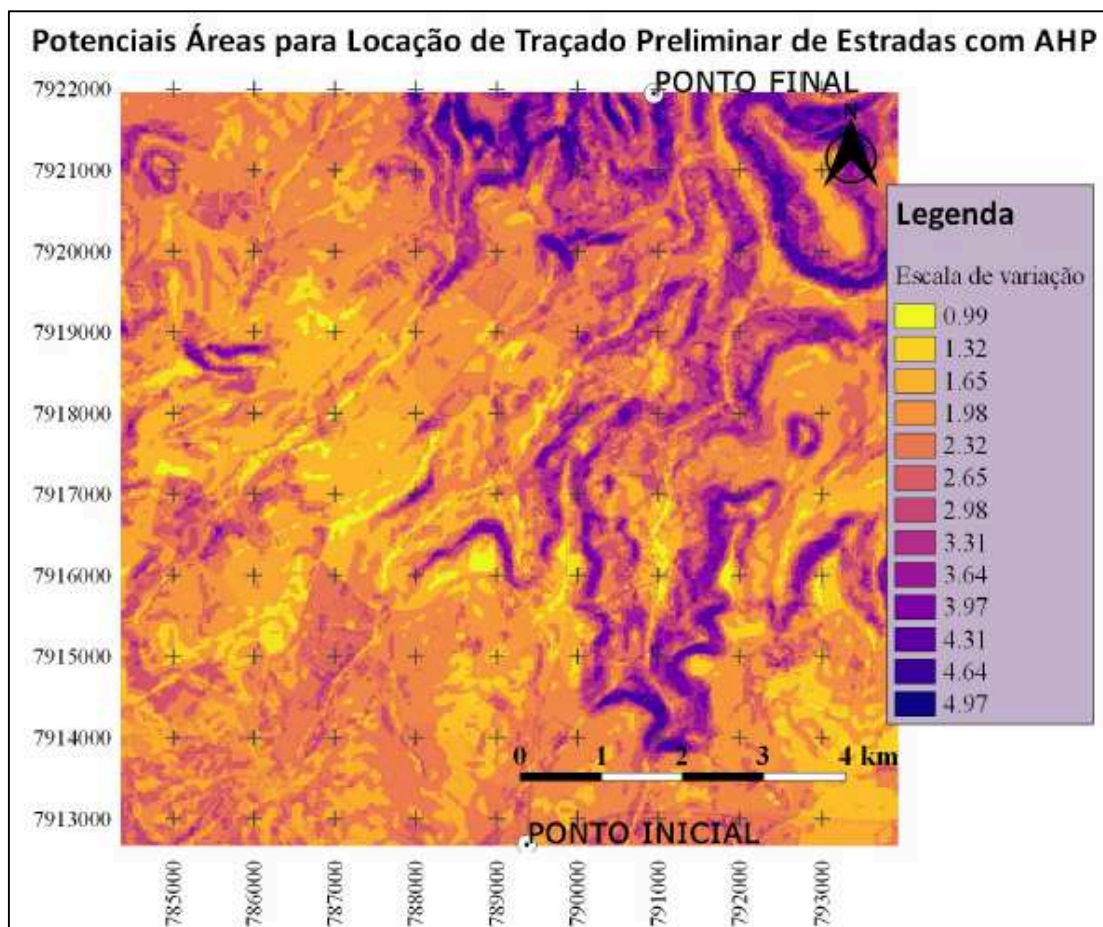 Potenciais Áreas para Locação de Traçado Preliminar de Estradas com AHP
PONTO FINAL
7922000
7921000
7920000
7919000
7918000
7917000
7916000
7915000
7914000
7913000
N
Legenda
Escala de variação
0.99
1.32
1.65
1.98
2.32
2.65
2.98
3.31
3.64
3.97
4.31
4.64
4.97
0 1 2 3 4 km
PONTO INICIAL
785000 786000 787000 788000 789000 790000 791000 792000 793000